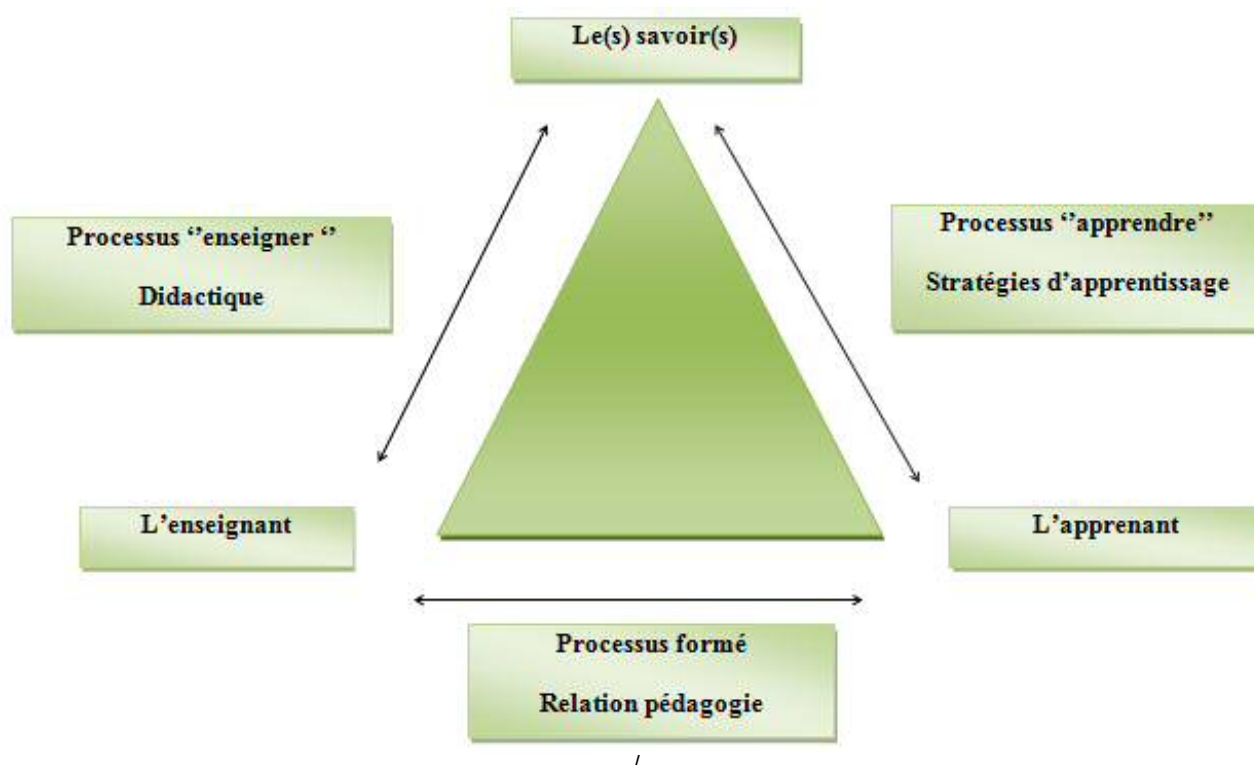 Le(s) savoir(s)
Processus ‘’enseigner ‘’
Didactique
Processus ‘’apprendre’’
Stratégies d’apprentissage
L’enseignant
L’apprenant
Processus formé
Relation pédagogie
/